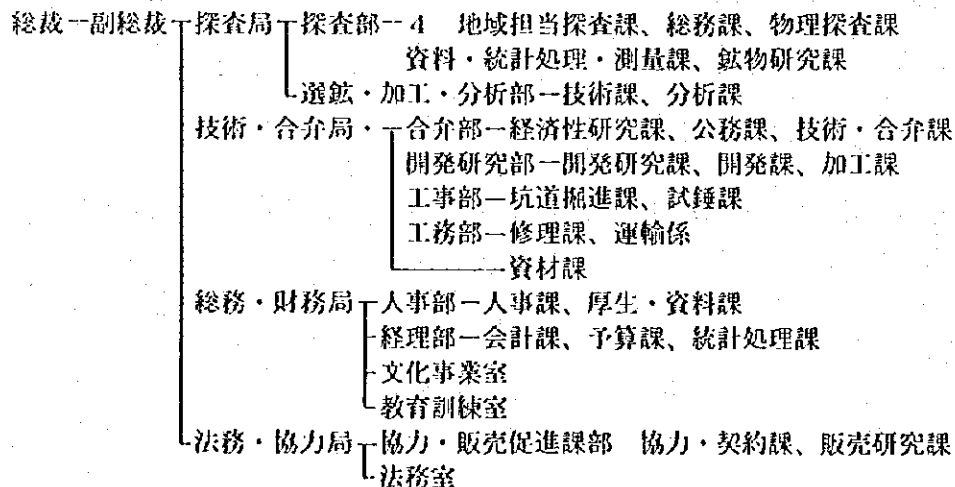 総裁―副総裁―探査局―探査部―4 地域担当探査課、総務課、物理探査課
資料・統計処理・測量課、鉱物研究課
選鉱・加工・分析部―技術課、分析課
技術・合弁局・―合弁部―経済性研究課、公務課、技術・合弁課
開発研究部―開発研究課、開発課、加工課
工事部―坑道掘進課、試錘課
工務部―修理課、運輸係
資材課
総務・財務局―人事部―人事課、厚生・資料課
経理部―会計課、予算課、統計処理課
文化事業室
教育訓練室
法務・協力局―協力・販売促進課部 協力・契約課、販売研究課
法務室